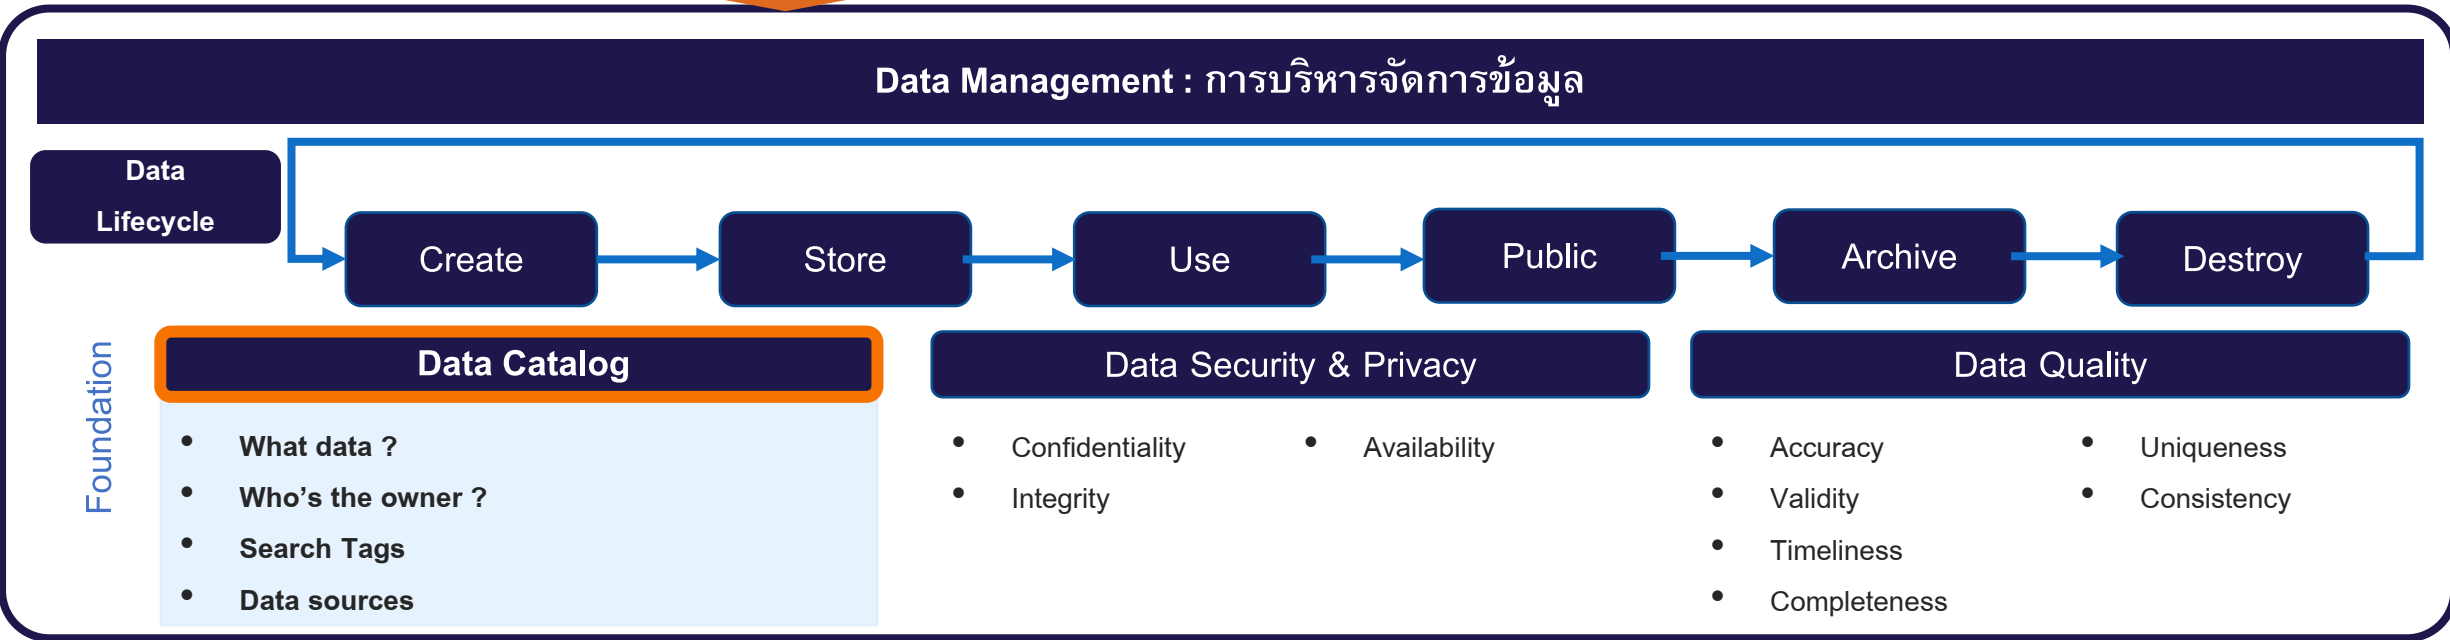 Data Management : การบริหารจัดการข้อมูล
Data
Lifecycle
Create
Store
Use
Public
Archive
Destroy
Foundation
Data Catalog
• What data ?
• Who’s the owner ?
• Search Tags
• Data sources
Data Security & Privacy
• Confidentiality
• Integrity
• Availability
Data Quality
• Accuracy
• Validity
• Timeliness
• Completeness
• Uniqueness
• Consistency